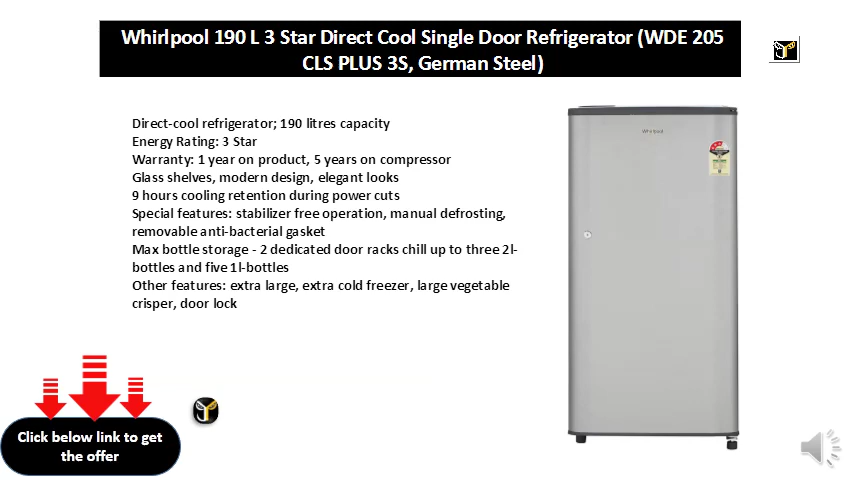 Whirlpool 190 L 3 Star Direct Cool Single Door Refrigerator (WDE 205
CLS PLUS 3S, German Steel)
Direct-cool refrigerator; 190 litres capacity
Energy Rating: 3 Star
Warranty: 1 year on product, 5 years on compressor
Glass shelves, modern design, elegant looks
9 hours cooling retention during power cuts
Special features: stabilizer free operation, manual defrosting,
removable anti-bacterial gasket
Max bottle storage - 2 dedicated door racks chill up to three 2l-
bottles and five 1l-bottles
Other features: extra large, extra cold freezer, large vegetable
crisper, door lock
Whirlpool
Click below link to get
the offer